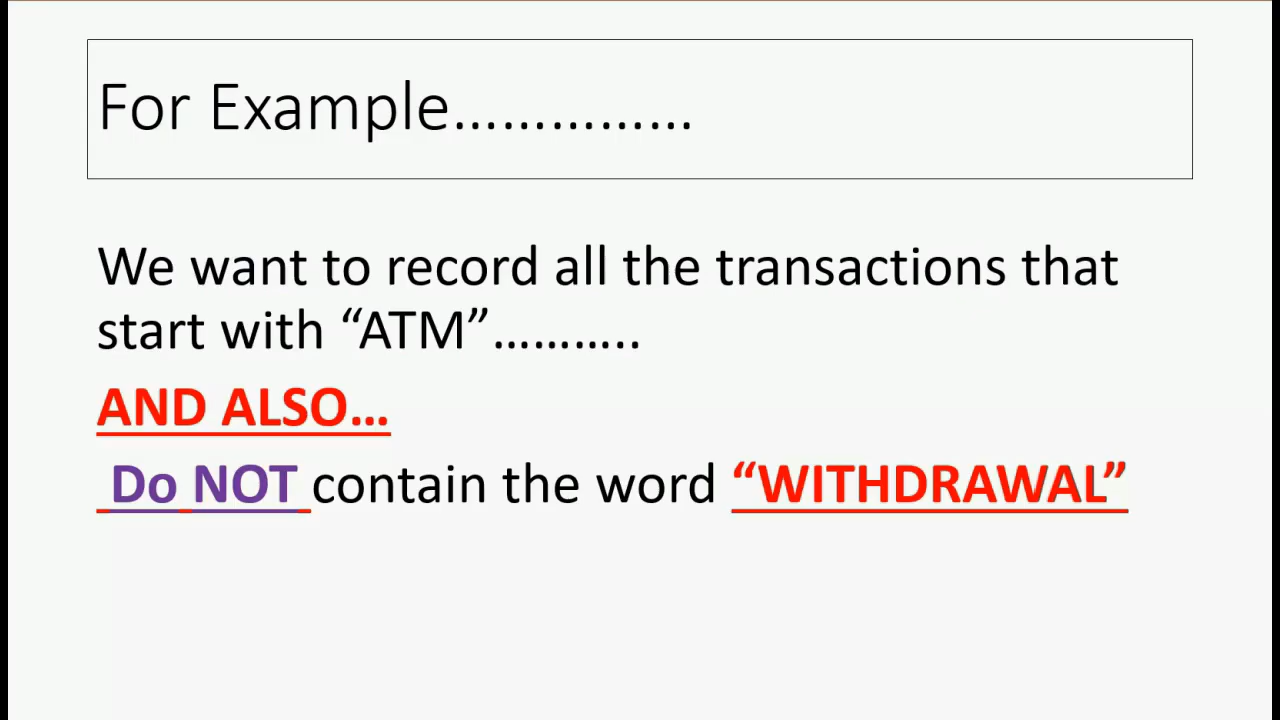 For Example……………
We want to record all the transactions that
start with “ATM”………..
AND ALSO…
Do NOT contain the word “WITHDRAWAL”